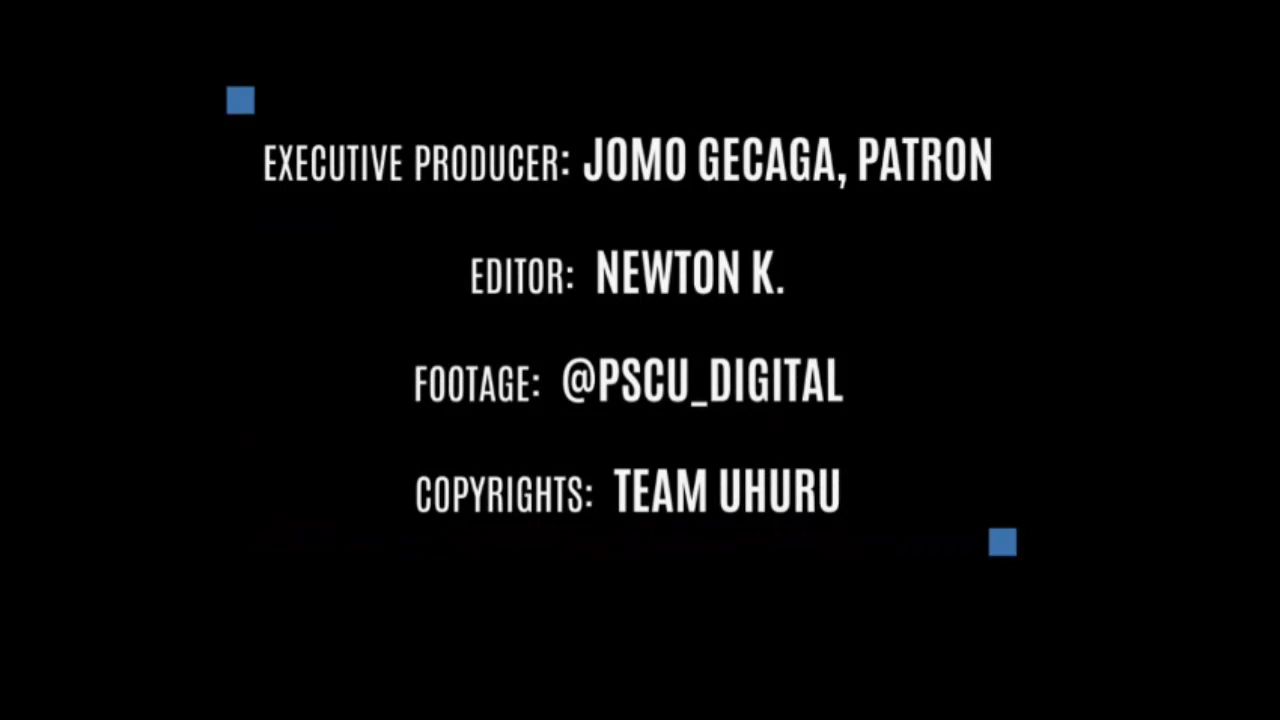 EXECUTIVE PRODUCER: JOMO GECAGA, PATRON
EDITOR: NEWTON K.
FOOTAGE: @PSCU_DIGITAL
COPYRIGHTS: TEAM UHURU